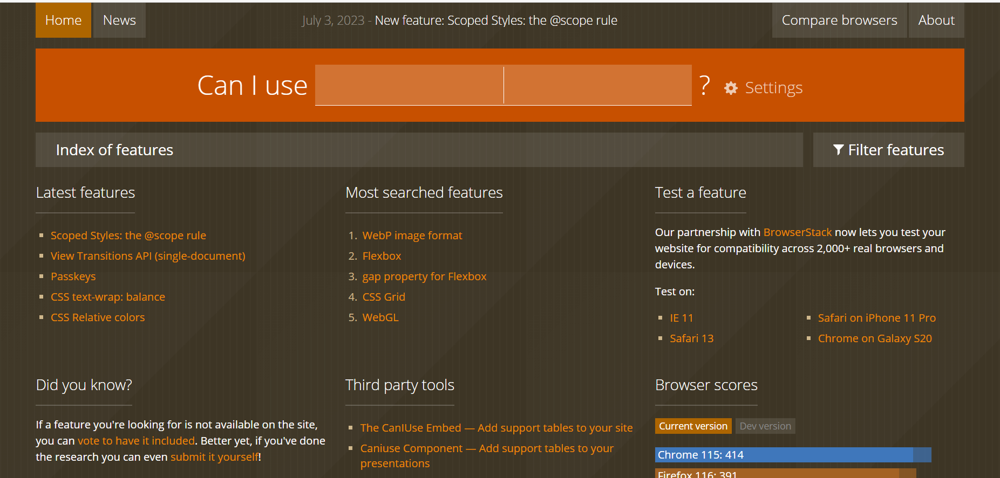 Home
News
July 3, 2023 - New feature: Scoped Styles: the @scope rule
Compare browsers
About
Can I use
?
Settings
Index of features
Filter features
Latest features
Scoped Styles: the @scope rule
View Transitions API (single-document)
Passkeys
CSS text-wrap: balance
CSS Relative colors
Most searched features
1. WebP image format
2. Flexbox
3. gap property for Flexbox
4. CSS Grid
5. WebGL
Test a feature
Our partnership with BrowserStack now lets you test your
website for compatibility across 2,000+ real browsers and
devices.
Test on:
IE 11
Safari 13
Safari on iPhone 11 Pro
Chrome on Galaxy S20
Did you know?
If a feature you're looking for is not available on the site,
you can vote to have it included. Better yet, if you've done
the research you can even submit it yourself!
Third party tools
The CanIUse Embed — Add support tables to your site
Caniuse Component — Add support tables to your
presentations
Browser scores
Current version
Dev version
Chrome 115: 414
Firefox 116: 391